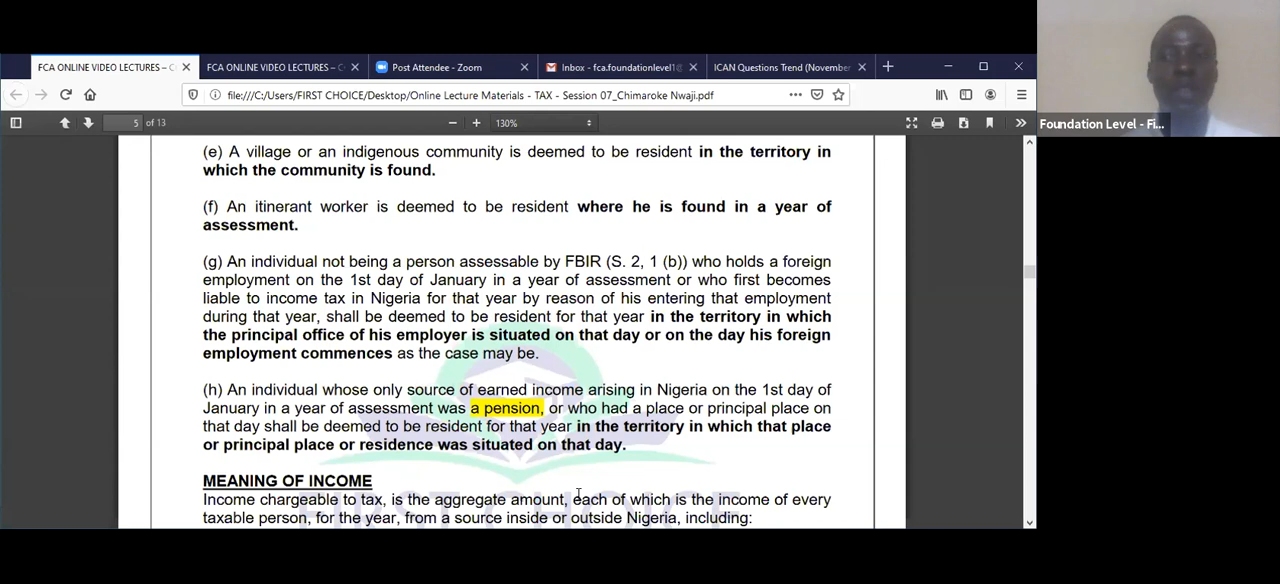 FCA ONLINE VIDEO LECTURES – C
FCA ONLINE VIDEO LECTURES – C
Post Attendee - Zoom
Inbox - fca.foundationlevel1@
ICAN Questions Trend (November
file:///C:/Users/FIRST CHOICE/Desktop/Online Lecture Materials - TAX - Session 07_Chimaroke Nwaji.pdf
Foundation Level - Fi...
5 of 13
130%
(e) A village or an indigenous community is deemed to be resident in the territory in
which the community is found.
(f) An itinerant worker is deemed to be resident where he is found in a year of
assessment.
(g) An individual not being a person assessable by FBIR (S. 2, 1 (b)) who holds a foreign
employment on the 1st day of January in a year of assessment or who first becomes
liable to income tax in Nigeria for that year by reason of his entering that employment
during that year, shall be deemed to be resident for that year in the territory in which
the principal office of his employer is situated on that day or on the day his foreign
employment commences as the case may be.
(h) An individual whose only source of earned income arising in Nigeria on the 1st day of
January in a year of assessment was a pension, or who had a place or principal place on
that day shall be deemed to be resident for that year in the territory in which that place
or principal place or residence was situated on that day.
MEANING OF INCOME
Income chargeable to tax, is the aggregate amount, each of which is the income of every
taxable person, for the year, from a source inside or outside Nigeria, including:
FIRST CHOICE